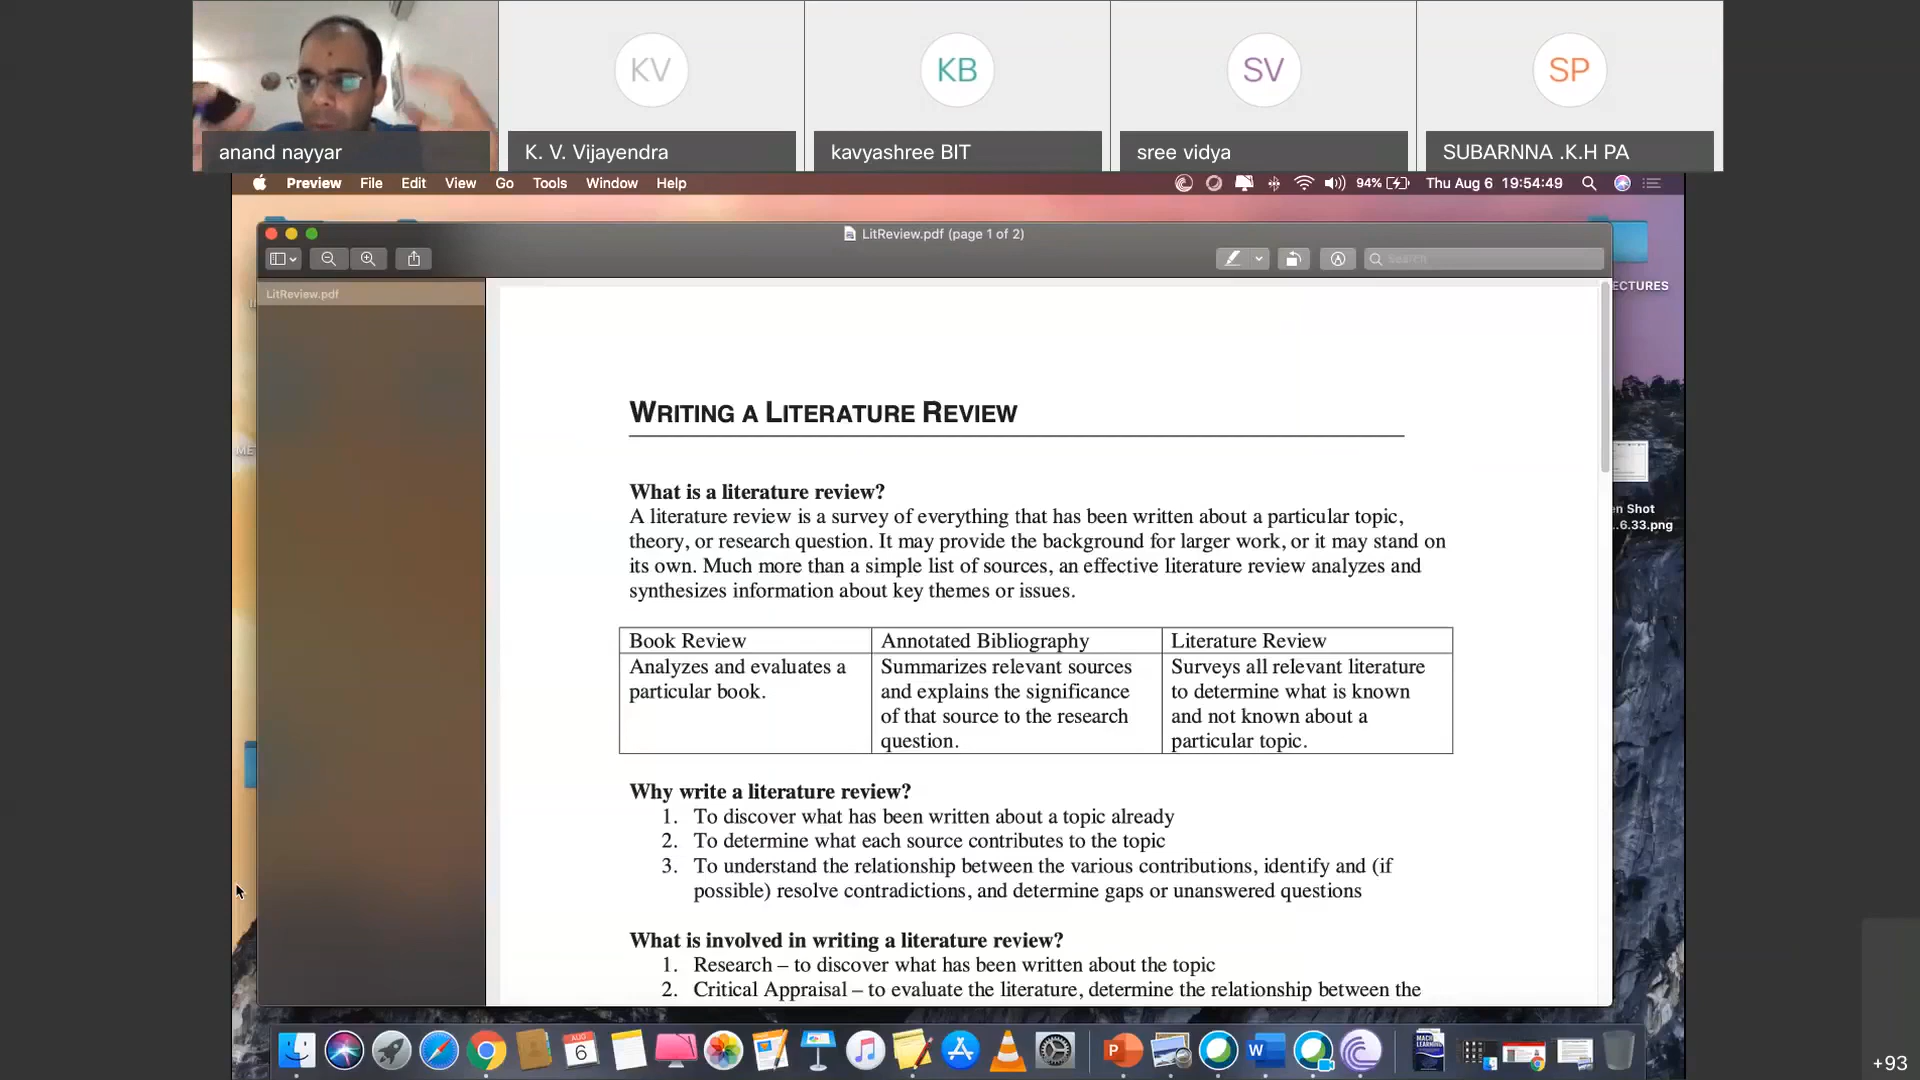 KV
KB
SV
SP
anand nayyar
K. V. Vijayendra
kavyashree BIT
sree vidya
SUBARNNA .K.H PA
Preview File Edit View Go Tools Window Help
94% Thu Aug 6 19:54:49
LitReview.pdf (page 1 of 2)
Search
LitReview.pdf
ECTURES
ME
en Shot
..6.33.png
WRITING A LITERATURE REVIEW
What is a literature review?
A literature review is a survey of everything that has been written about a particular topic,
theory, or research question. It may provide the background for larger work, or it may stand on
its own. Much more than a simple list of sources, an effective literature review analyzes and
synthesizes information about key themes or issues.
Book Review
Analyzes and evaluates a
particular book.
Annotated Bibliography
Summarizes relevant sources
and explains the significance
of that source to the research
question.
Literature Review
Surveys all relevant literature
to determine what is known
and not known about a
particular topic.
Why write a literature review?
1. To discover what has been written about a topic already
2. To determine what each source contributes to the topic
3. To understand the relationship between the various contributions, identify and (if
possible) resolve contradictions, and determine gaps or unanswered questions
What is involved in writing a literature review?
1. Research – to discover what has been written about the topic
2. Critical Appraisal – to evaluate the literature, determine the relationship between the
AUG
6
P
W
+93